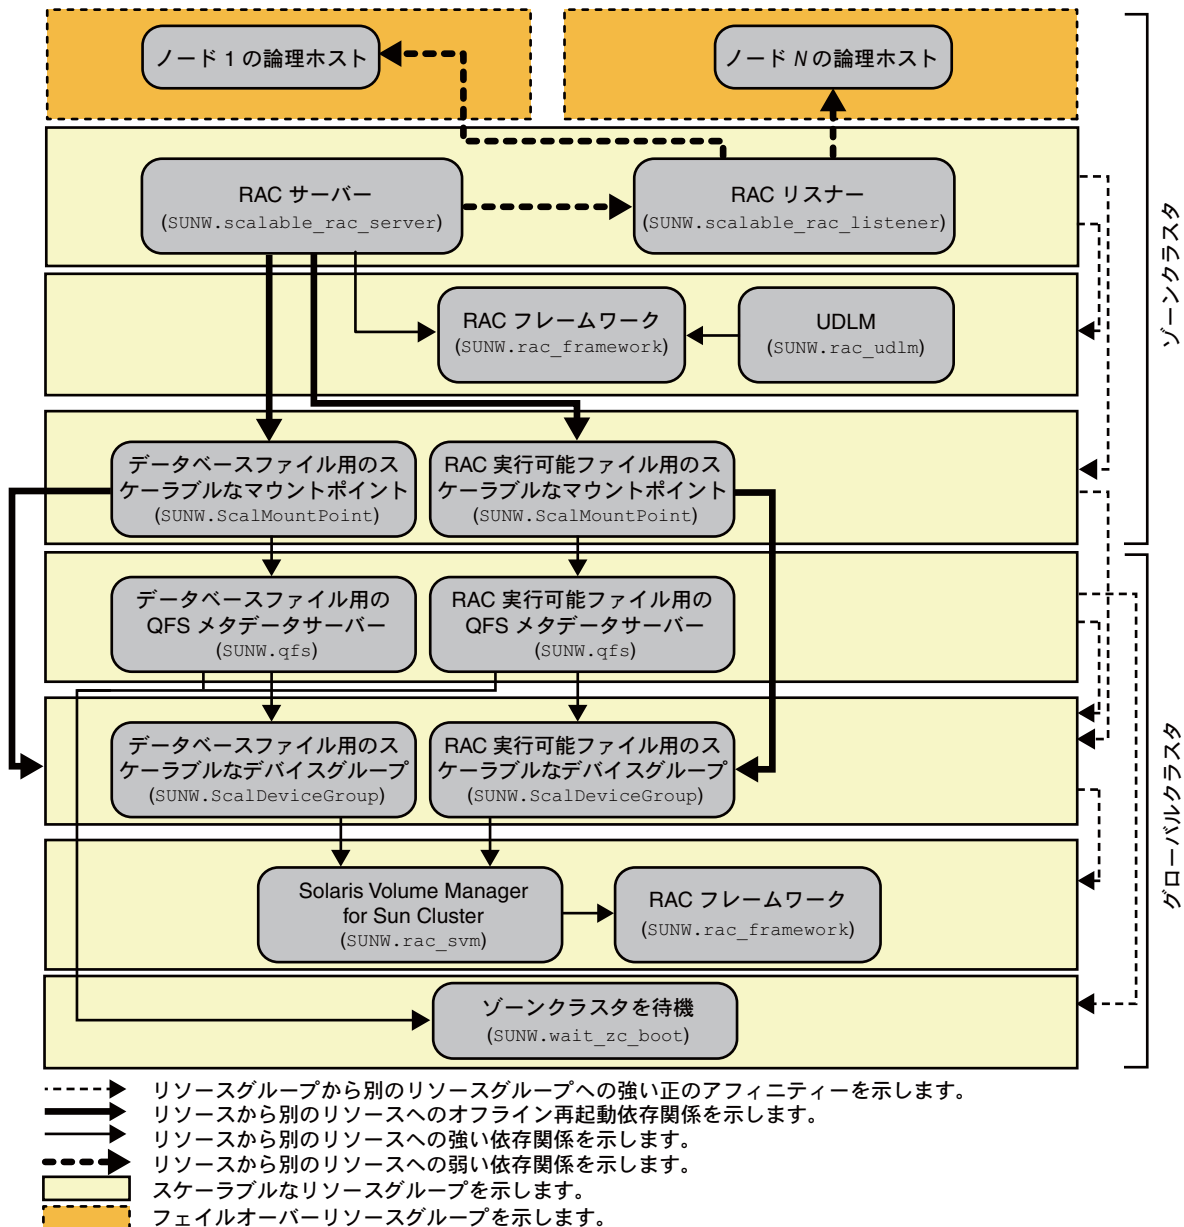 ノード 1 の論理ホスト
ノード N の論理ホスト
RAC サーバー
(SUNW.scalable_rac_server)
RAC リスナー
(SUNW.scalable_rac_listener)
ゾーンクラスタ
RAC フレームワーク
(SUNW.rac_framework)
UDLM
(SUNW.rac_udlm)
データベースファイル用のス
ケーラブルなマウントポイント
(SUNW.ScalMountPoint)
RAC 実行可能ファイル用のス
ケーラブルなマウントポイント
(SUNW.ScalMountPoint)
データベースファイル用の
QFS メタデータサーバー
(SUNW.qfs)
RAC 実行可能ファイル用の
QFS メタデータサーバー
(SUNW.qfs)
グローバルクラスタ
データベースファイル用のス
ケーラブルなデバイスグループ
(SUNW.ScalDeviceGroup)
RAC 実行可能ファイル用のス
ケーラブルなデバイスグループ
(SUNW.ScalDeviceGroup)
Solaris Volume Manager
for Sun Cluster
(SUNW.rac_svm)
RAC フレームワーク
(SUNW.rac_framework)
ゾーンクラスタを待機
(SUNW.wait_zc_boot)
リソースグループから別のリソースグループへの強い正のアフィニティーを示します。
リソースから別のリソースへのオフライン再起動依存関係を示します。
リソースから別のリソースへの強い依存関係を示します。
リソースから別のリソースへの弱い依存関係を示します。
スケーラブルなリソースグループを示します。
フェイルオーバーリソースグループを示します。